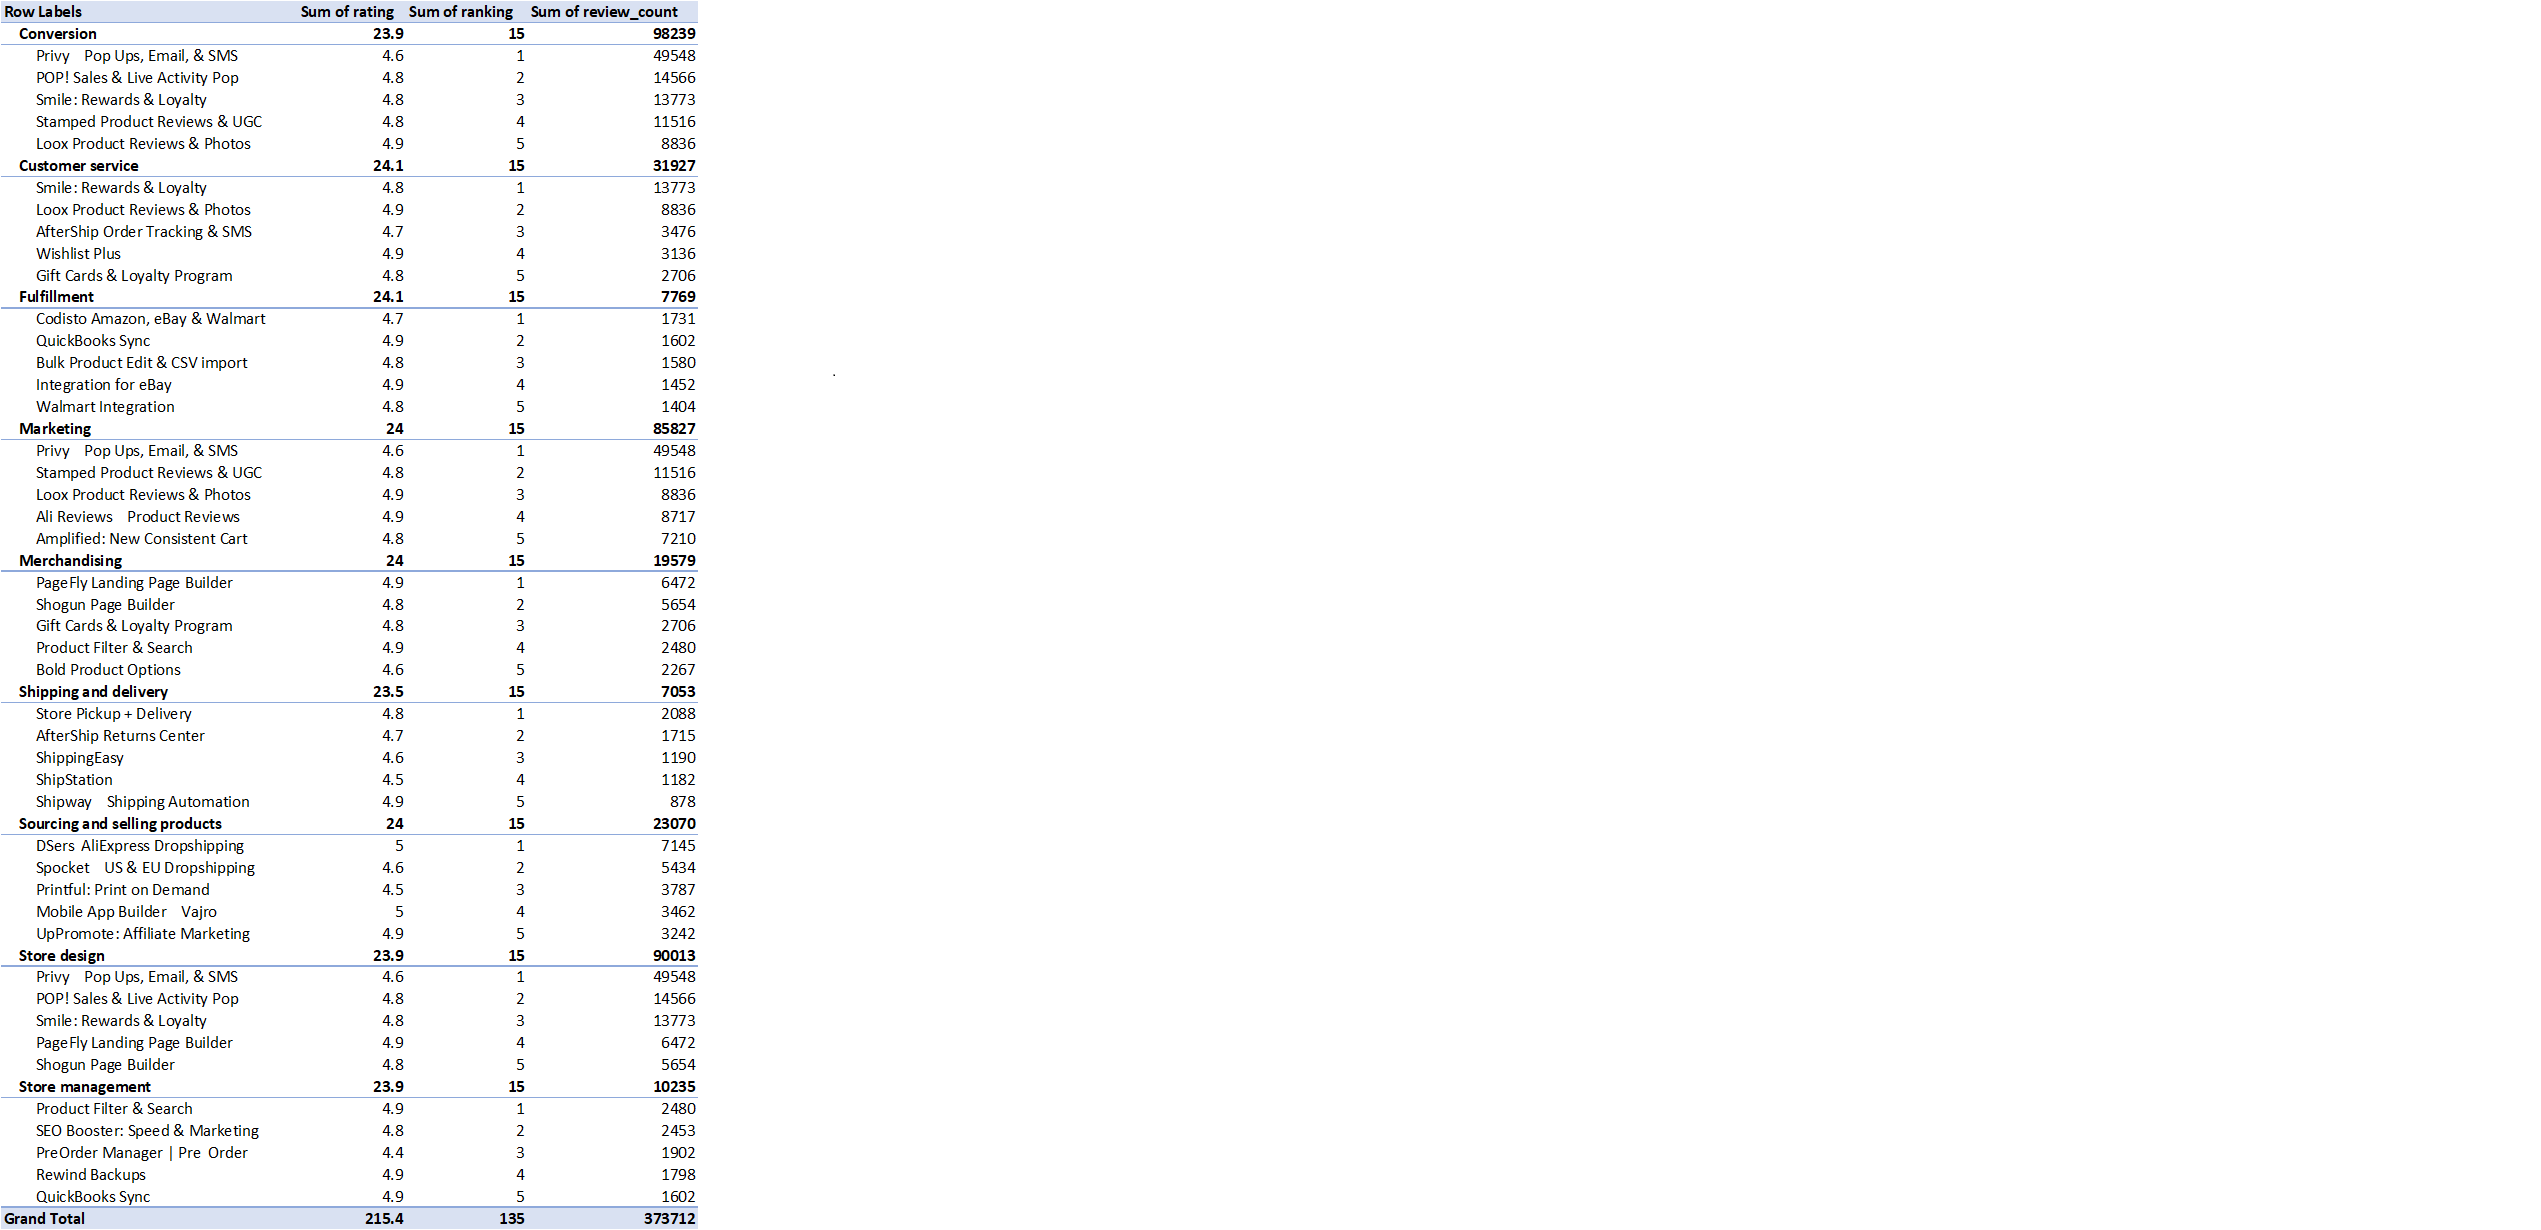 Row Labels Sum of rating Sum of ranking Sum of review_count
Conversion 23.9 15 98239
Privy Pop Ups, Email, & SMS 4.6 1 49548
POP! Sales & Live Activity Pop 4.8 2 14566
Smile: Rewards & Loyalty 4.8 3 13773
Stamped Product Reviews & UGC 4.8 4 11516
Loox Product Reviews & Photos 4.9 5 8836
Customer service 24.1 15 31927
Smile: Rewards & Loyalty 4.8 1 13773
Loox Product Reviews & Photos 4.9 2 8836
AfterShip Order Tracking & SMS 4.7 3 3476
Wishlist Plus 4.9 4 3136
Gift Cards & Loyalty Program 4.8 5 2706
Fulfillment 24.1 15 7769
Codisto Amazon, eBay & Walmart 4.7 1 1731
QuickBooks Sync 4.9 2 1602
Bulk Product Edit & CSV import 4.8 3 1580
Integration for eBay 4.9 4 1452
Walmart Integration 4.8 5 1404
Marketing 24 15 85827
Privy Pop Ups, Email, & SMS 4.6 1 49548
Stamped Product Reviews & UGC 4.8 2 11516
Loox Product Reviews & Photos 4.9 3 8836
Ali Reviews Product Reviews 4.9 4 8717
Amplified: New Consistent Cart 4.8 5 7210
Merchandising 24 15 19579
PageFly Landing Page Builder 4.9 1 6472
Shogun Page Builder 4.8 2 5654
Gift Cards & Loyalty Program 4.8 3 2706
Product Filter & Search 4.9 4 2480
Bold Product Options 4.6 5 2267
Shipping and delivery 23.5 15 7053
Store Pickup + Delivery 4.8 1 2088
AfterShip Returns Center 4.7 2 1715
ShippingEasy 4.6 3 1190
ShipStation 4.5 4 1182
Shipway Shipping Automation 4.9 5 878
Sourcing and selling products 24 15 23070
DSers AliExpress Dropshipping 5 1 7145
Spocket US & EU Dropshipping 4.6 2 5434
Printful: Print on Demand 4.5 3 3787
Mobile App Builder Vajro 5 4 3462
UpPromote: Affiliate Marketing 4.9 5 3242
Store design 23.9 15 90013
Privy Pop Ups, Email, & SMS 4.6 1 49548
POP! Sales & Live Activity Pop 4.8 2 14566
Smile: Rewards & Loyalty 4.8 3 13773
PageFly Landing Page Builder 4.9 4 6472
Shogun Page Builder 4.8 5 5654
Store management 23.9 15 10235
Product Filter & Search 4.9 1 2480
SEO Booster: Speed & Marketing 4.8 2 2453
PreOrder Manager | Pre Order 4.4 3 1902
Rewind Backups 4.9 4 1798
QuickBooks Sync 4.9 5 1602
Grand Total 215.4 135 373712